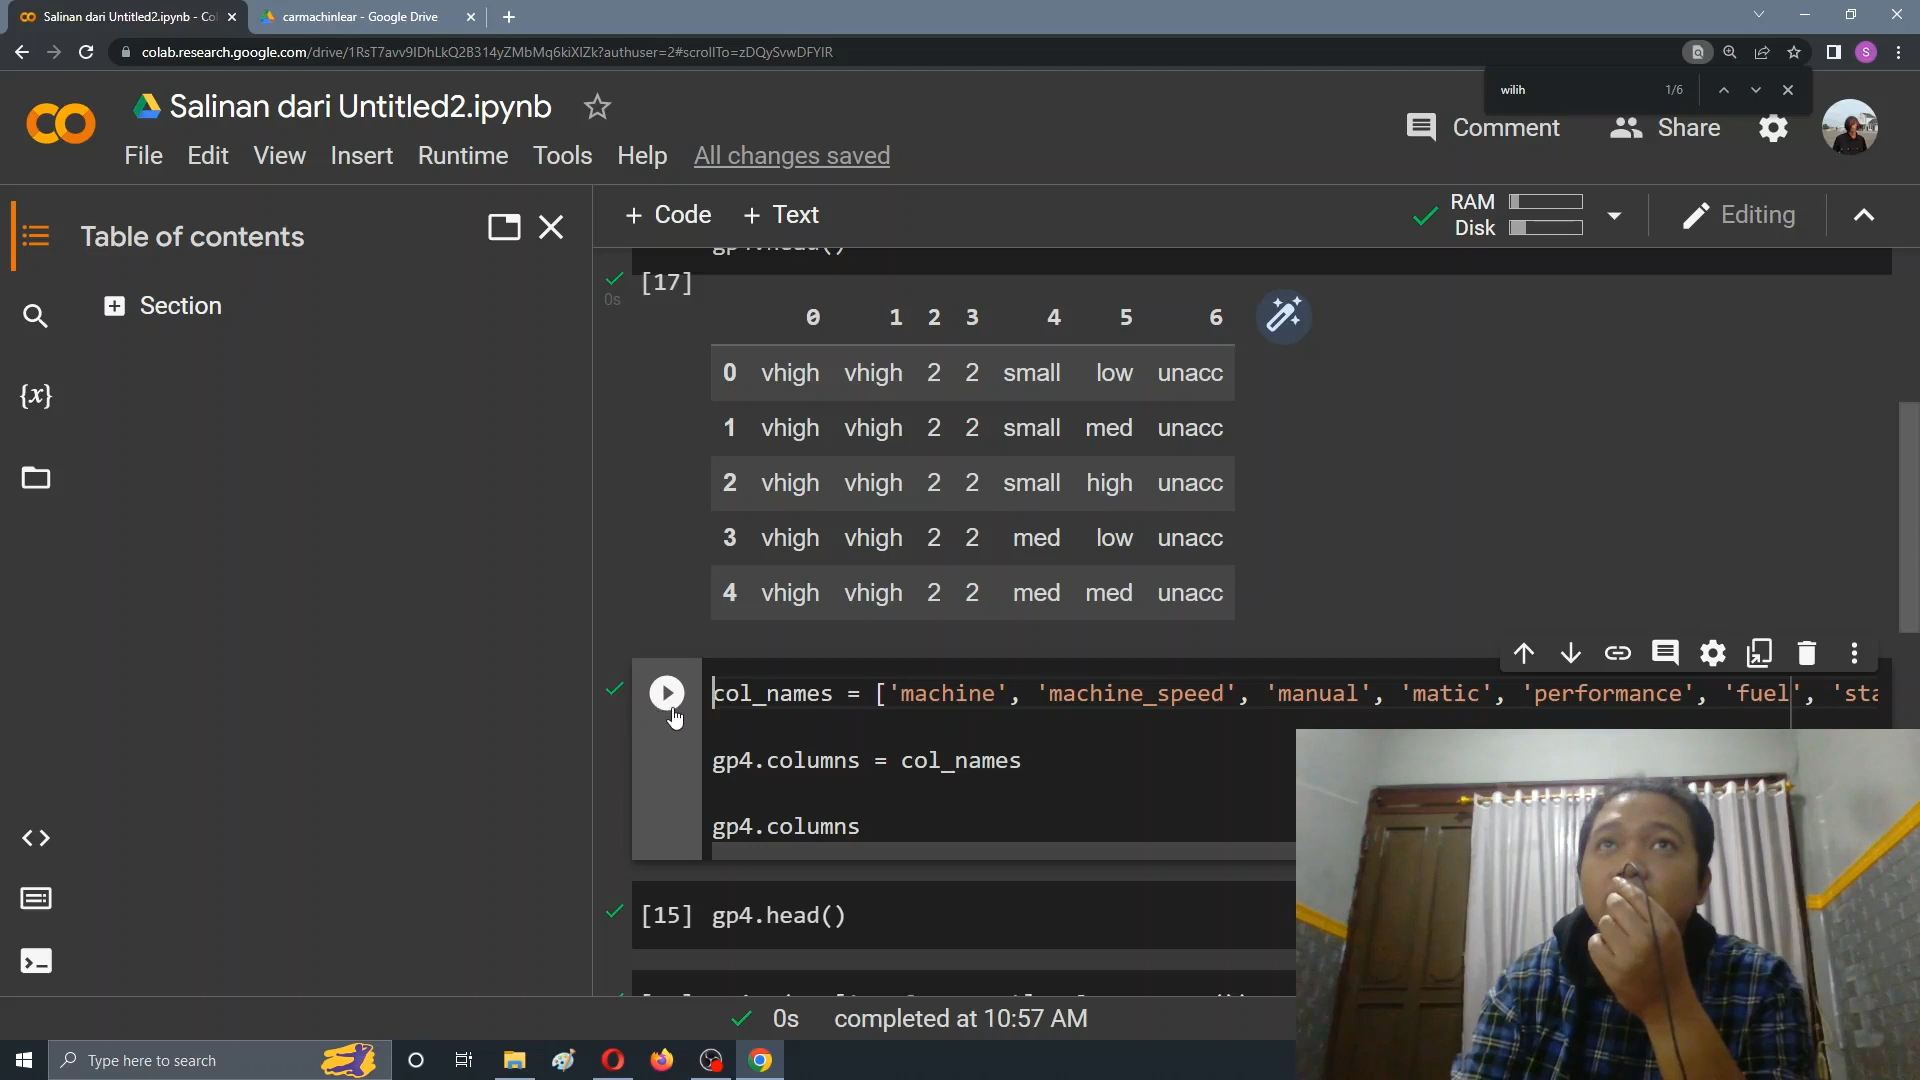 Salinan dari Untitled2.ipynb - Co
carmachinlear - Google Drive
colab.research.google.com/drive/1RsT7avv9IDhLkQ2B314yZMbMq6kiXIZk?authuser=2#scrollTo=zDQySvwDFYIR
S
wilih 1/6
CO Salinan dari Untitled2.ipynb
Comment Share
File Edit View Insert Runtime Tools Help All changes saved
Table of contents
+ Code + Text
RAM
Disk
Editing
Section
{x}
gp4.head()
[17]
0s
0 1 2 3 4 5 6
0 vhigh vhigh 2 2 small low unacc
1 vhigh vhigh 2 2 small med unacc
2 vhigh vhigh 2 2 small high unacc
3 vhigh vhigh 2 2 med low unacc
4 vhigh vhigh 2 2 med med unacc
col_names = ['machine', 'machine_speed', 'manual', 'matic', 'performance', 'fuel', 'sta
gp4.columns = col_names
gp4.columns
[15] gp4.head()
0s completed at 10:57 AM
Type here to search